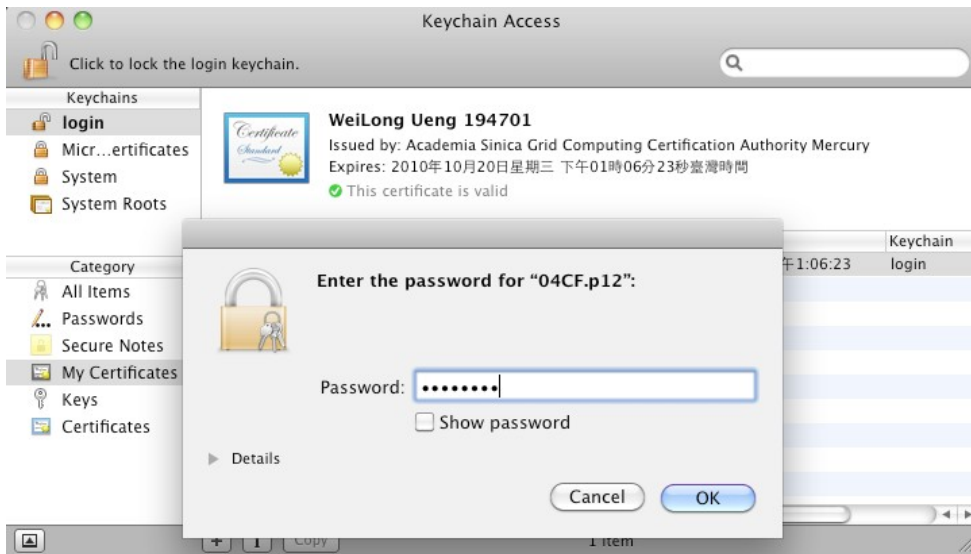 Keychain Access
Click to lock the login keychain.
Keychains
login
Micr...ertificates
System
System Roots
Certificate
Standard
WeiLong Ueng 194701
Issued by: Academia Sinica Grid Computing Certification Authority Mercury
Expires: 2010年10月20日星期三 下午01時06分23秒臺灣時間
This certificate is valid
Keychain
午1:06:23 login
Category
All Items
Passwords
Secure Notes
My Certificates
Keys
Certificates
Enter the password for “04CF.p12”:
Password: ••••••••
Show password
Details
Cancel
OK
+ i Copy
1 item